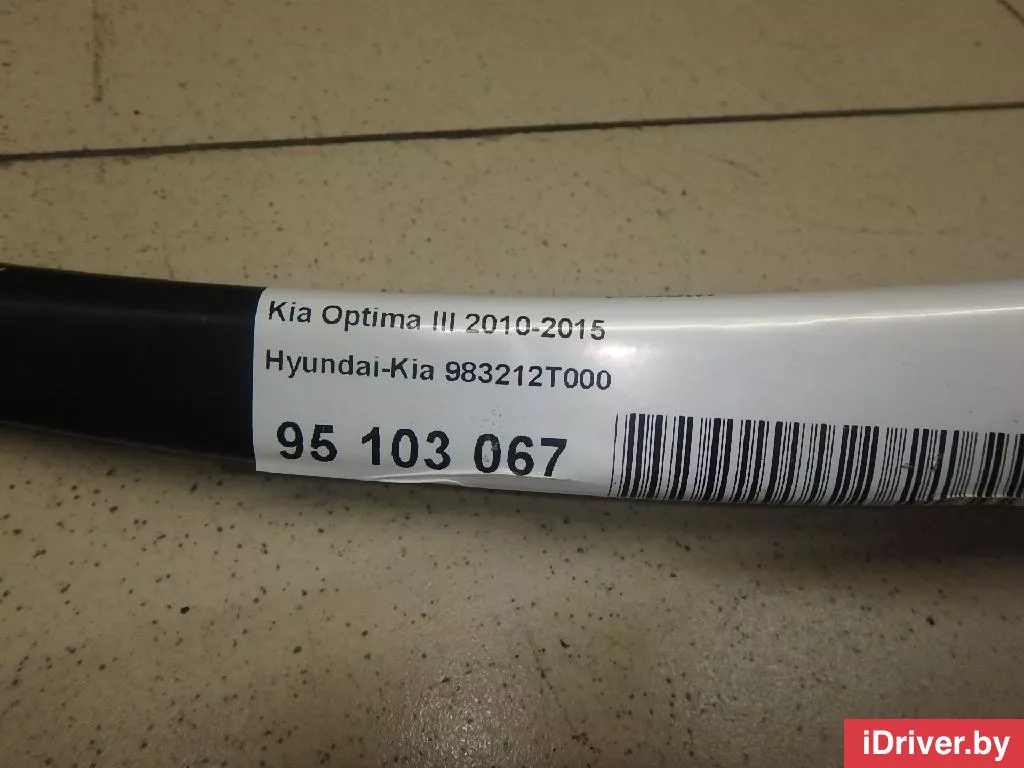 Kia Optima III 2010-2015
Hyundai-Kia 983212T000
95 103 067
iDriver.by